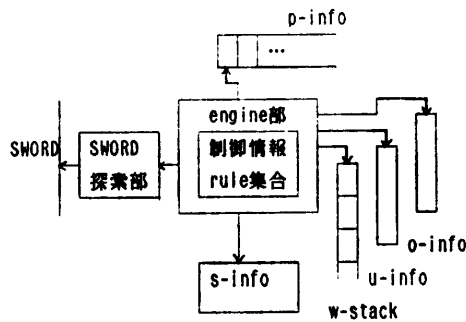 p-info
...
engine部
SWORD
SWORD
探索部
制御情報
rule集合
o-info
s-info
u-info
w-stack